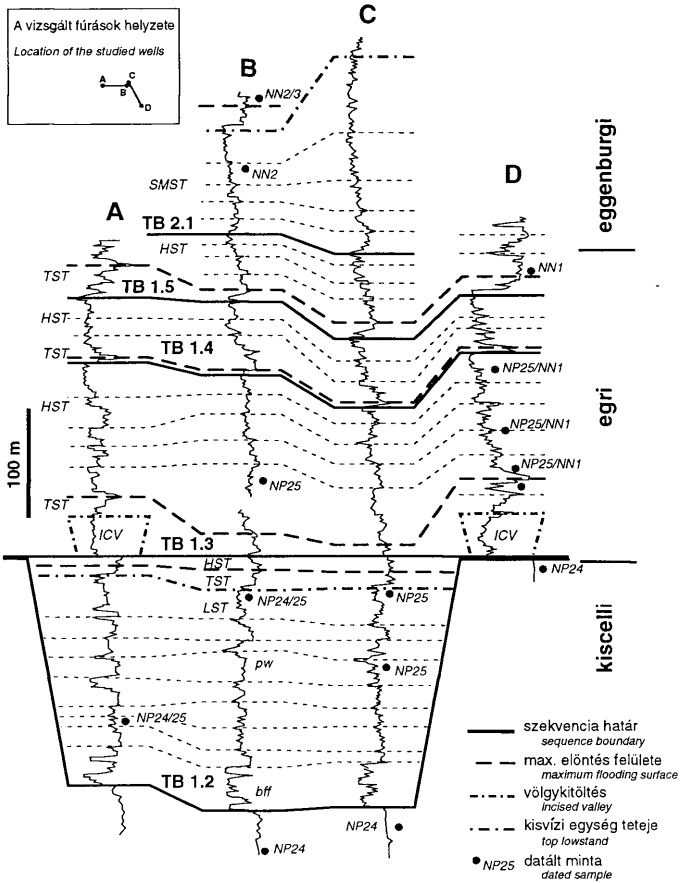 A vizsgált fúrások helyzete
Location of the studied wells
A
B
C
D
C
B
NN2/3
NN2
SMST
D
A
TB 2.1
HST
eggenburgi
TST
TB 1.5
NN1
HST
TB 1.4
TST
NP25/NN1
HST
egri
NP25/NN1
100 m
NP25/NN1
NP25
TST
ICV
TB 1.3
ICV
HST
TST
NP24
LST
NP24/25
NP25
kiscelli
pw
NP25
NP24/25
TB 1.2
bff
NP24
NP24
szekvencia határ
sequence boundary
max. elöntés felülete
maximum flooding surface
völgykitöltés
incised valley
kisvízi egység teteje
top lowstand
NP25
datált minta
dated sample